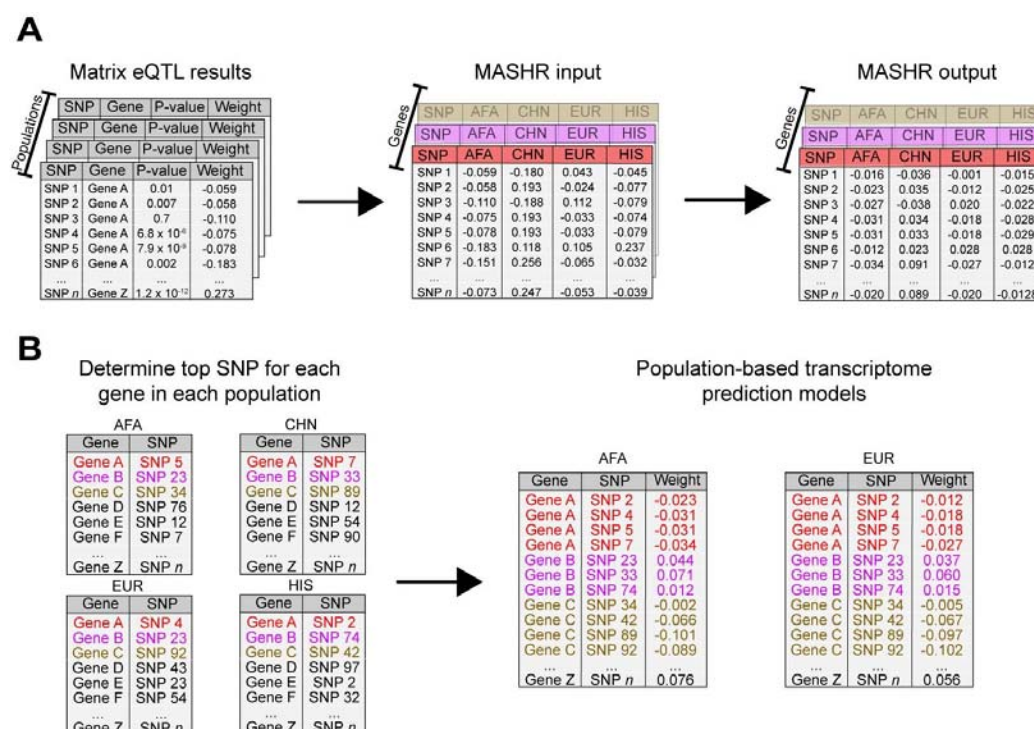 A
Matrix eQTL results
MASHR input
MASHR output
Populations
SNP Gene P-value Weight
SNP Gene P-value Weight
SNP Gene P-value Weight
SNP Gene P-value Weight
SNP 1 Gene A 0.01 -0.059
SNP 2 Gene A 0.007 -0.058
SNP 3 Gene A 0.7 -0.110
SNP 4 Gene A -0.075
SNP 5 Gene A -0.078
SNP 6 Gene A 0.002 -0.183
... ... ... ...
SNP n Gene Z 1.2 x 10-12 0.273
Genes
SNP AFA CHN EUR HIS
SNP AFA CHN EUR HIS
SNP AFA CHN EUR HIS
SNP 1 -0.059 -0.180 0.043 -0.045
SNP 2 -0.058 0.193 -0.024 -0.077
SNP 3 -0.110 -0.188 0.112 -0.079
SNP 4 -0.075 0.193 -0.033 -0.074
SNP 5 -0.078 0.193 -0.033 -0.079
SNP 6 -0.183 0.118 0.105 0.237
SNP 7 -0.151 0.256 -0.065 -0.032
... ... ... ... ...
SNP n -0.073 0.247 -0.053 -0.039
Genes
SNP AFA CHN EUR HIS
SNP AFA CHN EUR HIS
SNP AFA CHN EUR HIS
SNP 1 -0.016 -0.036 -0.001 -0.015
SNP 2 -0.023 0.035 -0.012 -0.025
SNP 3 -0.027 -0.038 0.020 -0.022
SNP 4 -0.031 0.034 -0.018 -0.028
SNP 5 -0.031 0.033 -0.018 -0.029
SNP 6 -0.012 0.023 0.028 0.028
SNP 7 -0.034 0.091 -0.027 -0.012
... ... ... ... ...
SNP n -0.020 0.089 -0.020 -0.0128
B
Determine top SNP for each
gene in each population
Population-based transcriptome
prediction models
AFA
Gene SNP
Gene A SNP 5
Gene B SNP 23
Gene C SNP 34
Gene D SNP 76
Gene E SNP 12
Gene F SNP 7
... ...
Gene Z SNP n
CHN
Gene SNP
Gene A SNP 7
Gene B SNP 33
Gene C SNP 89
Gene D SNP 12
Gene E SNP 54
Gene F SNP 90
... ...
Gene Z SNP n
EUR
Gene SNP
Gene A SNP 4
Gene B SNP 23
Gene C SNP 92
Gene D SNP 43
Gene E SNP 23
Gene F SNP 54
... ...
Gene Z SNP n
HIS
Gene SNP
Gene A SNP 2
Gene B SNP 74
Gene C SNP 42
Gene D SNP 97
Gene E SNP 2
Gene F SNP 32
... ...
Gene Z SNP n
AFA
Gene SNP Weight
Gene A SNP 2 -0.023
Gene A SNP 4 -0.031
Gene A SNP 5 -0.031
Gene A SNP 7 -0.034
Gene B SNP 23 0.044
Gene B SNP 33 0.071
Gene B SNP 74 0.012
Gene C SNP 34 -0.002
Gene C SNP 42 -0.066
Gene C SNP 89 -0.101
Gene C SNP 92 -0.089
... ... ...
Gene Z SNP n 0.076
EUR
Gene SNP Weight
Gene A SNP 2 -0.012
Gene A SNP 4 -0.018
Gene A SNP 5 -0.018
Gene A SNP 7 -0.027
Gene B SNP 23 0.037
Gene B SNP 33 0.060
Gene B SNP 74 0.015
Gene C SNP 34 -0.005
Gene C SNP 42 -0.067
Gene C SNP 89 -0.097
Gene C SNP 92 -0.102
... ... ...
Gene Z SNP n 0.056